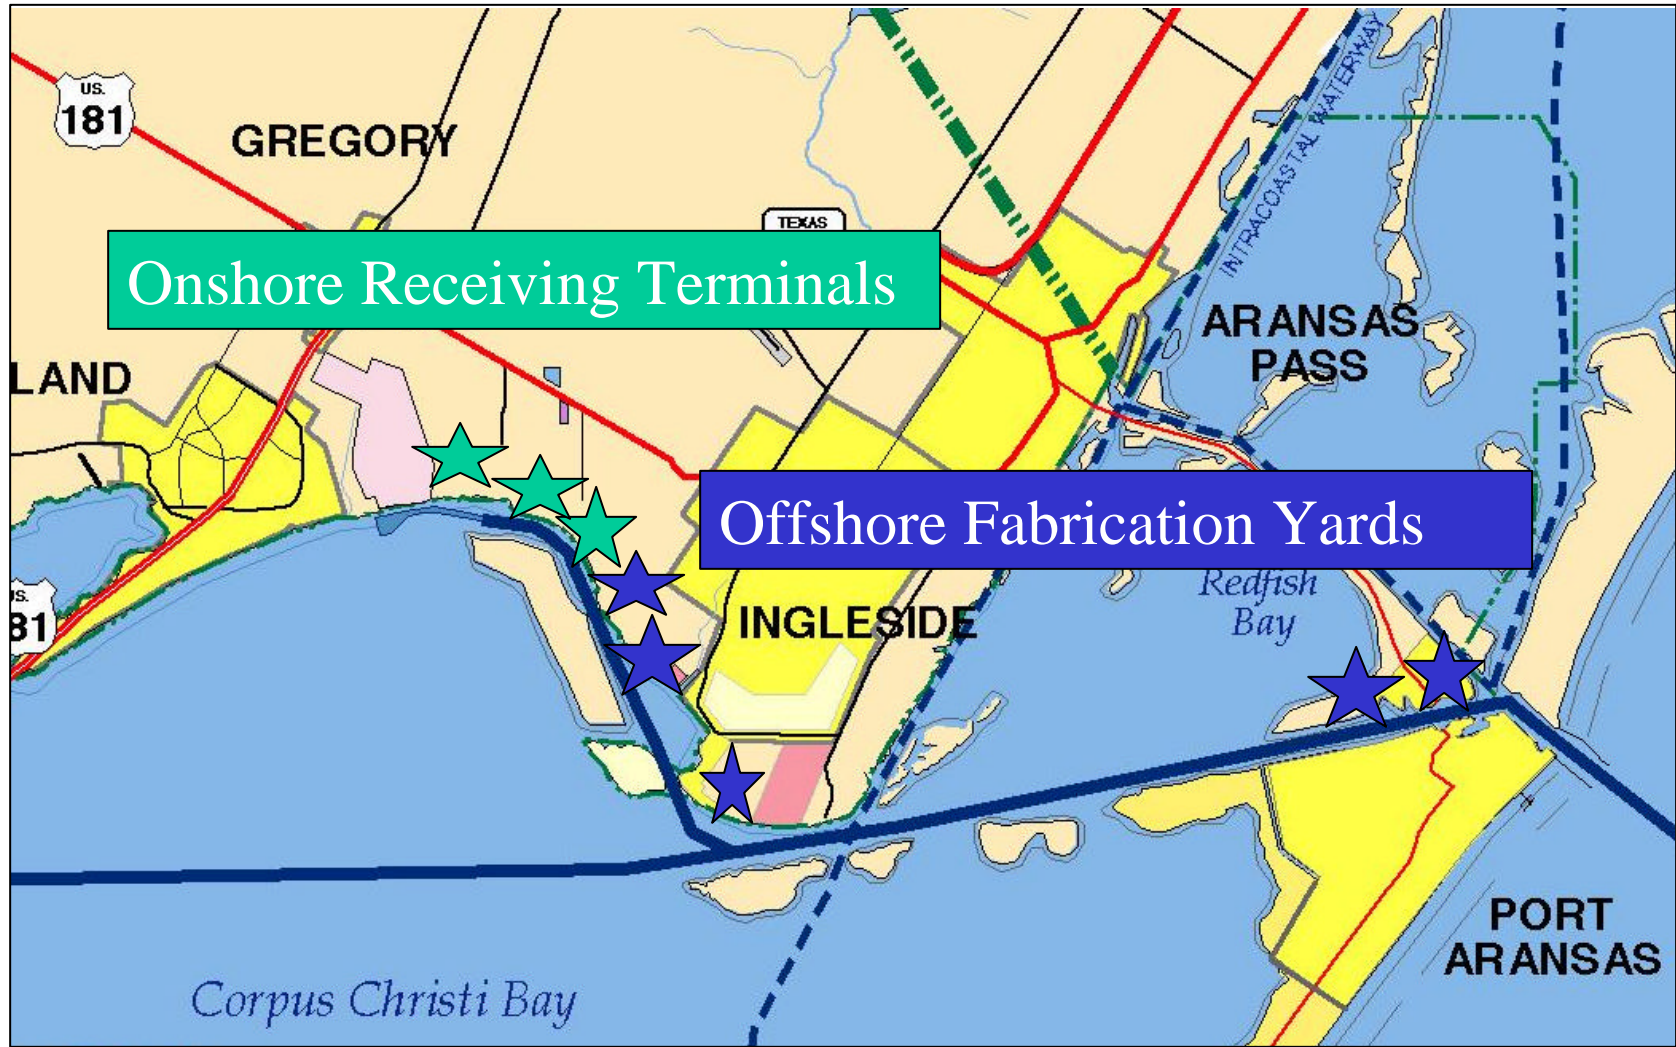 US.
181
GREGORY
TEXAS
INTRACOASTAL WATERWAY
Onshore Receiving Terminals
ARANSAS
PASS
LAND
Offshore Fabrication Yards
Redfish
Bay
US.
81
INGLESIDE
PORT
ARANSAS
Corpus Christi Bay